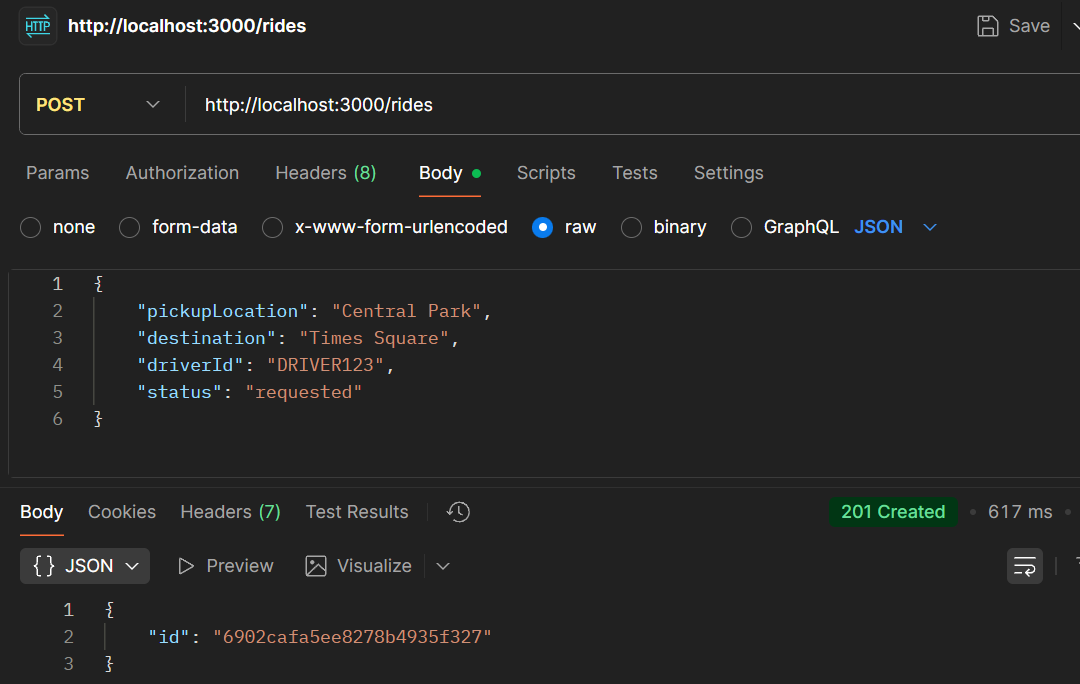 HTTP http://localhost:3000/rides Save
POST http://localhost:3000/rides
Params Authorization Headers (8) Body Scripts Tests Settings
none form-data x-www-form-urlencoded raw binary GraphQL JSON
1 {
2 "pickupLocation": "Central Park",
3 "destination": "Times Square",
4 "driverId": "DRIVER123",
5 "status": "requested"
6 }
Body Cookies Headers (7) Test Results 201 Created 617 ms
{} JSON Preview Visualize
1 {
2 "id": "6902cafa5ee8278b4935f327"
3 }